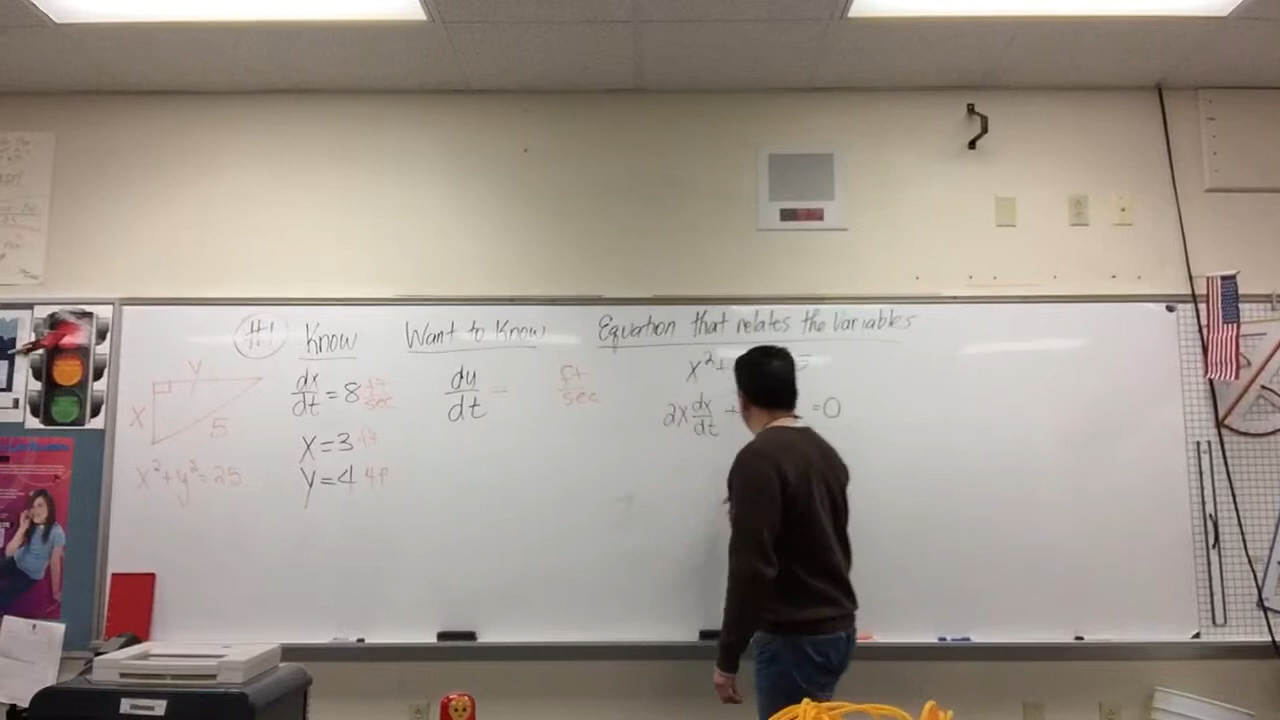 #1
Know
Want to Know
Equation that relates the Variables
dx/dt = 8 ft/sec
x=3 ft
y=4
dy/dt =
ft/sec
x²+
2x dx/dt +
=0
y
x
5
x²+y²=25